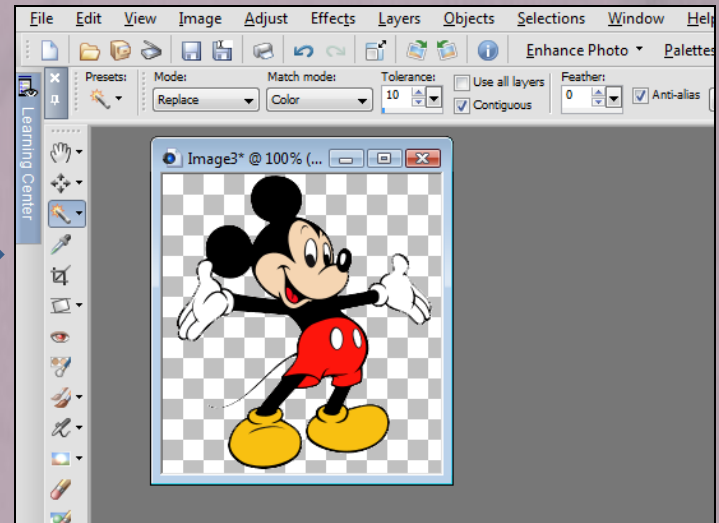 File Edit View Image Adjust Effects Layers Objects Selections Window Help
Enhance Photo Palettes
Presets: Mode: Match mode: Tolerance: Use all layers Feather:
Replace Color 10 Contiguous 0 Anti-alias
Learning Center
Image3* @ 100% (...